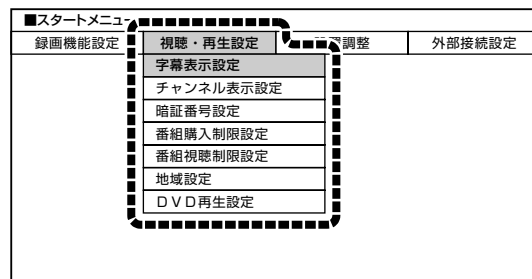 ■スタートメニュー
録画機能設定 視聴・再生設定 調整 外部接続設定
字幕表示設定
チャンネル表示設定
暗証番号設定
番組購入制限設定
番組視聴制限設定
地域設定
DVD再生設定